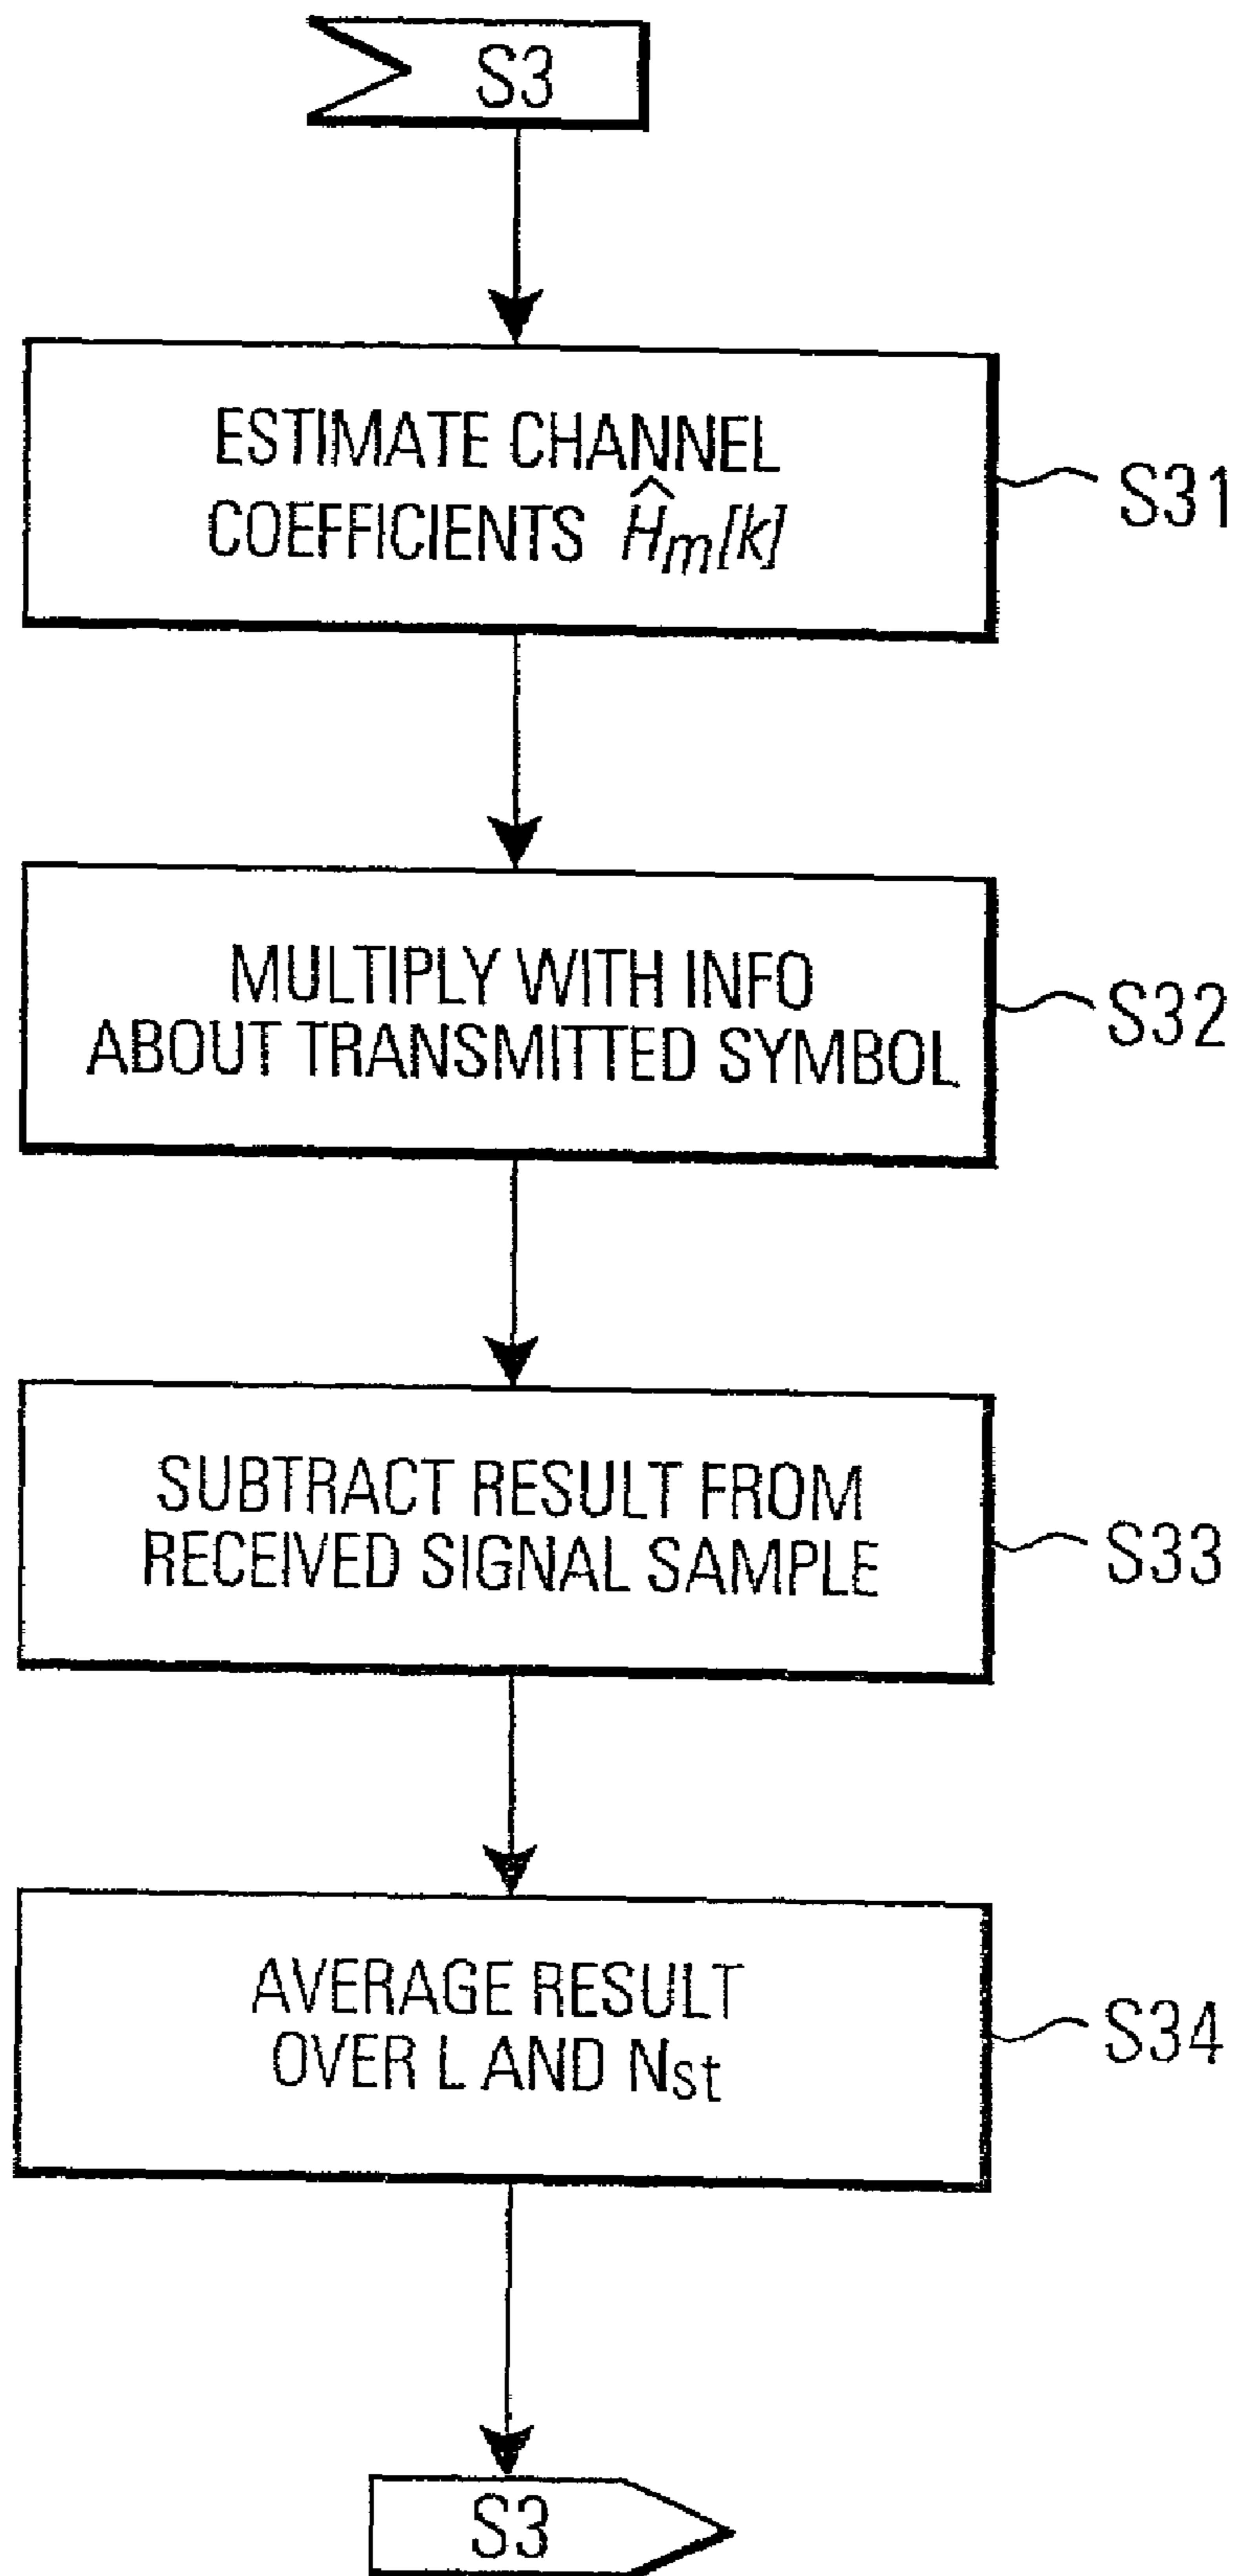 S3
ESTIMATE CHANNEL
COEFFICIENTS Ĥm[k]
S31
MULTIPLY WITH INFO
ABOUT TRANSMITTED SYMBOL
S32
SUBTRACT RESULT FROM
RECEIVED SIGNAL SAMPLE
S33
AVERAGE RESULT
OVER L AND Nst
S34
S3